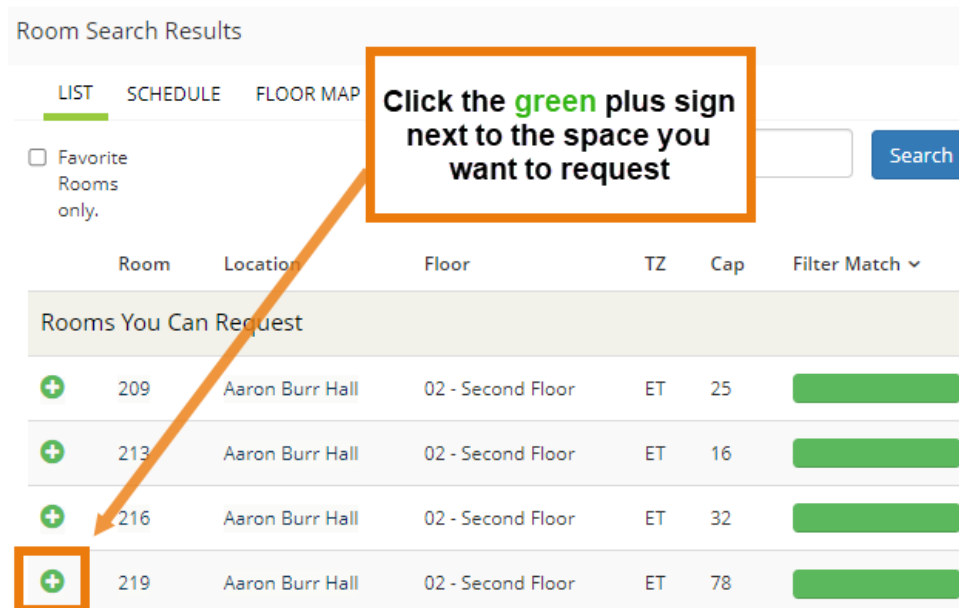 Room Search Results
LIST SCHEDULE FLOOR MAP
Click the green plus sign
next to the space you
want to request
Favorite
Rooms
only.
Search
Room Location Floor TZ Cap Filter Match
Rooms You Can Request
209 Aaron Burr Hall 02 - Second Floor ET 25
213 Aaron Burr Hall 02 - Second Floor ET 16
216 Aaron Burr Hall 02 - Second Floor ET 32
219 Aaron Burr Hall 02 - Second Floor ET 78